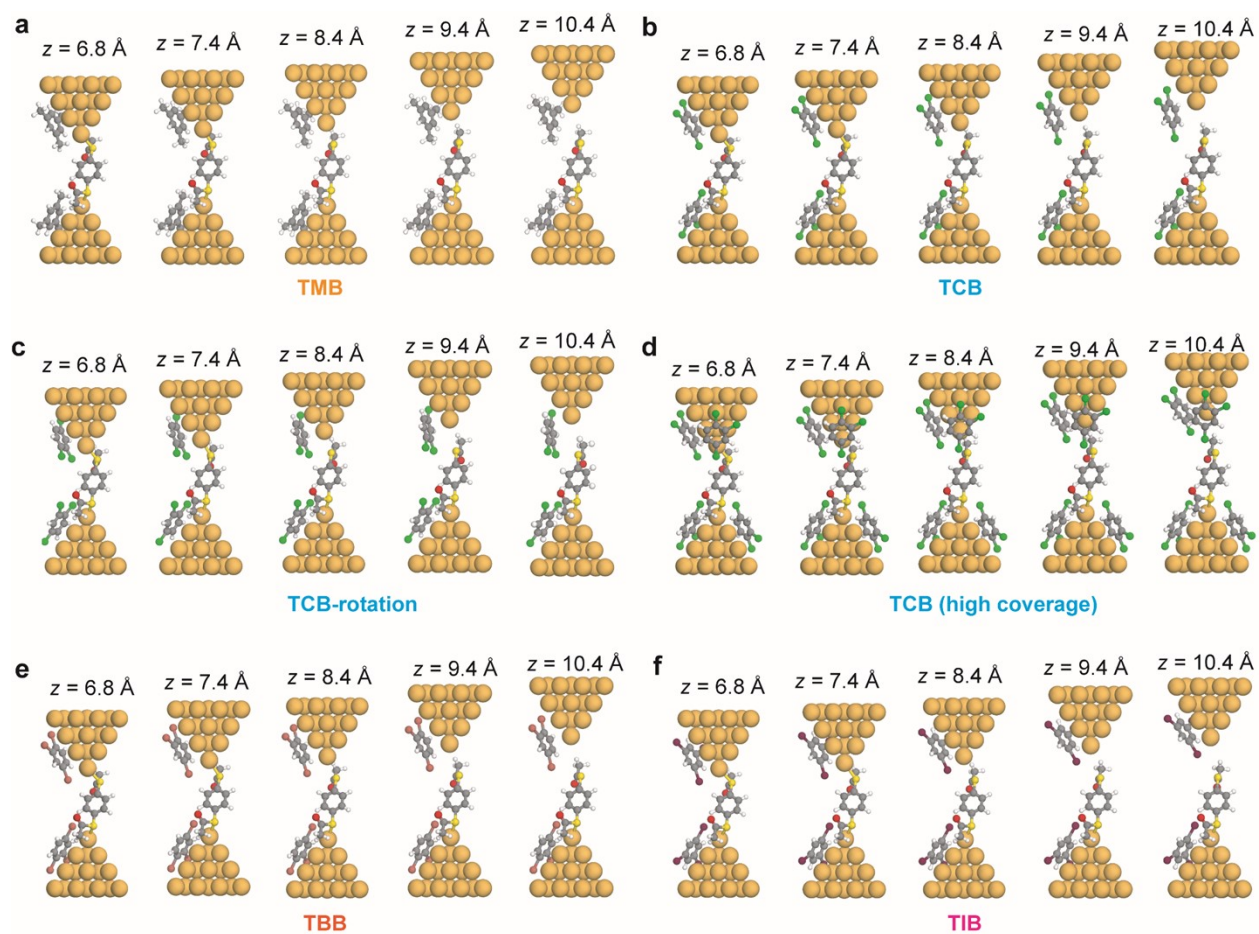 a
z = 6.8 Å z = 7.4 Å z = 8.4 Å z = 9.4 Å z = 10.4 Å
TMB
b
z = 6.8 Å z = 7.4 Å z = 8.4 Å z = 9.4 Å z = 10.4 Å
TCB
c
z = 6.8 Å z = 7.4 Å z = 8.4 Å z = 9.4 Å z = 10.4 Å
TCB-rotation
d
z = 6.8 Å z = 7.4 Å z = 8.4 Å z = 9.4 Å z = 10.4 Å
TCB (high coverage)
e
z = 6.8 Å z = 7.4 Å z = 8.4 Å z = 9.4 Å z = 10.4 Å
TBB
f
z = 6.8 Å z = 7.4 Å z = 8.4 Å z = 9.4 Å z = 10.4 Å
TIB